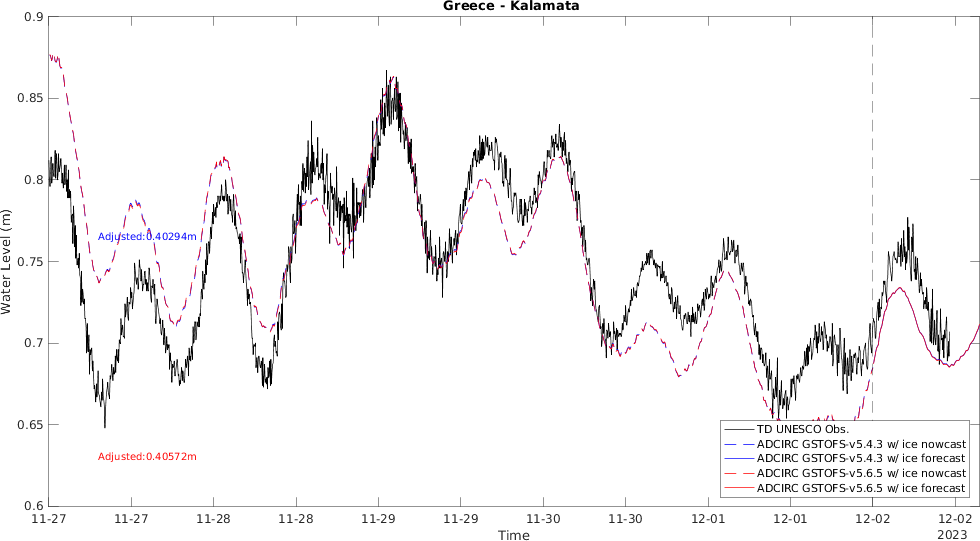 Greece - Kalamata
0.9
0.85
0.8
0.75
0.7
0.65
0.6
Water Level (m)
Adjusted:0.40294m
Adjusted:0.40572m
TD UNESCO Obs.
ADCIRC GSTOFS-v5.4.3 w/ ice nowcast
ADCIRC GSTOFS-v5.4.3 w/ ice forecast
ADCIRC GSTOFS-v5.6.5 w/ ice nowcast
ADCIRC GSTOFS-v5.6.5 w/ ice forecast
11-27 11-27 11-28 11-28 11-29 11-29 11-30 11-30 12-01 12-01 12-02 12-02
Time
2023